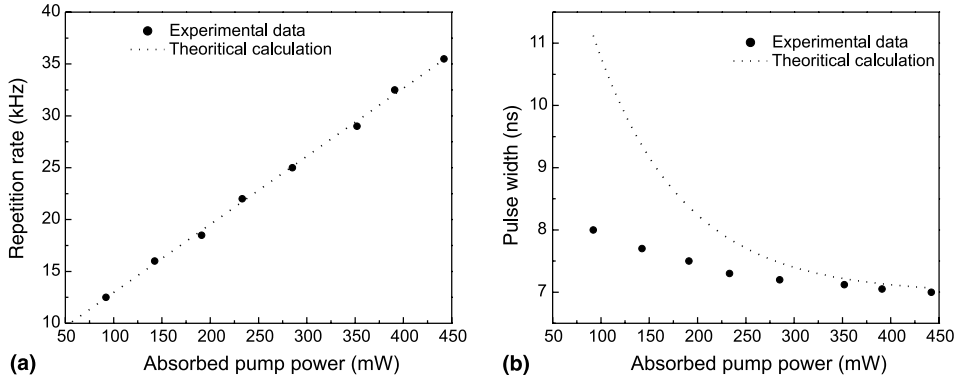 40
35
30
25
20
15
10
Repetition rate (kHz)
Experimental data
Theoritical calculation
50 100 150 200 250 300 350 400 450
Absorbed pump power (mW)
(a)
11
10
9
8
7
Pulse width (ns)
Experimental data
Theoritical calculation
50 100 150 200 250 300 350 400 450
Absorbed pump power (mW)
(b)